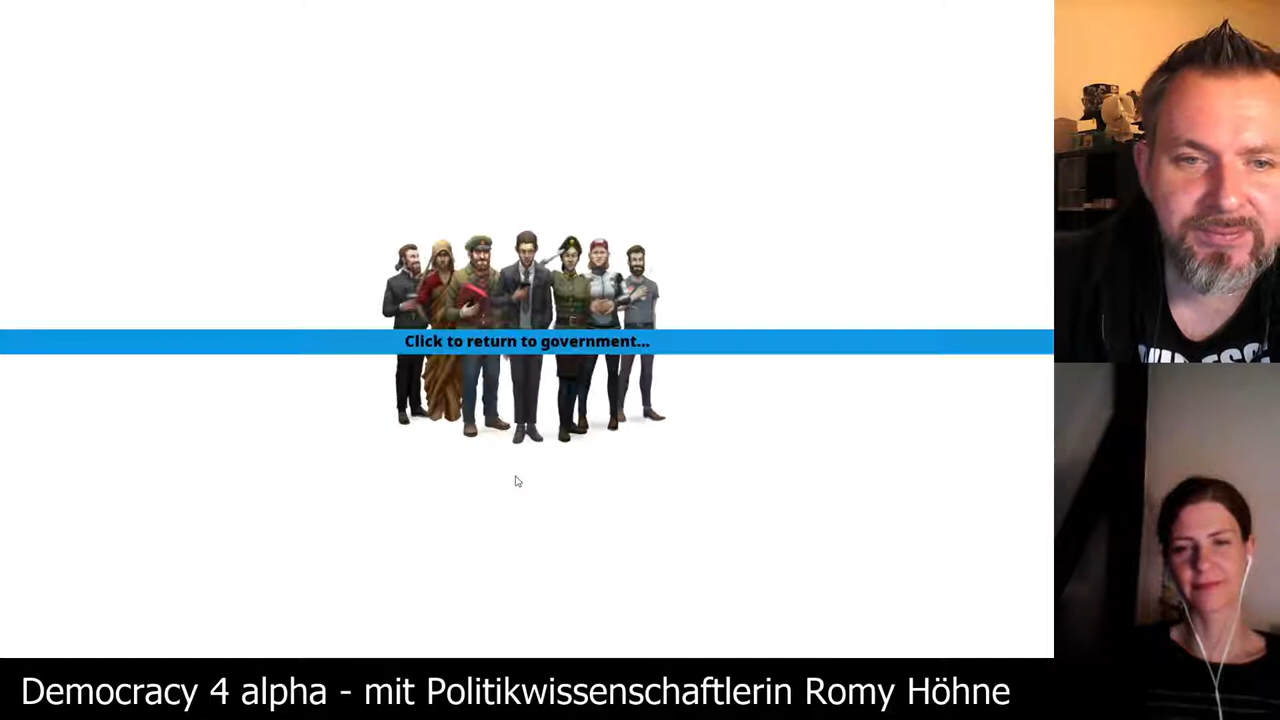 Click to return to government...
Democracy 4 alpha - mit Politikwissenschaftlerin Romy Höhne